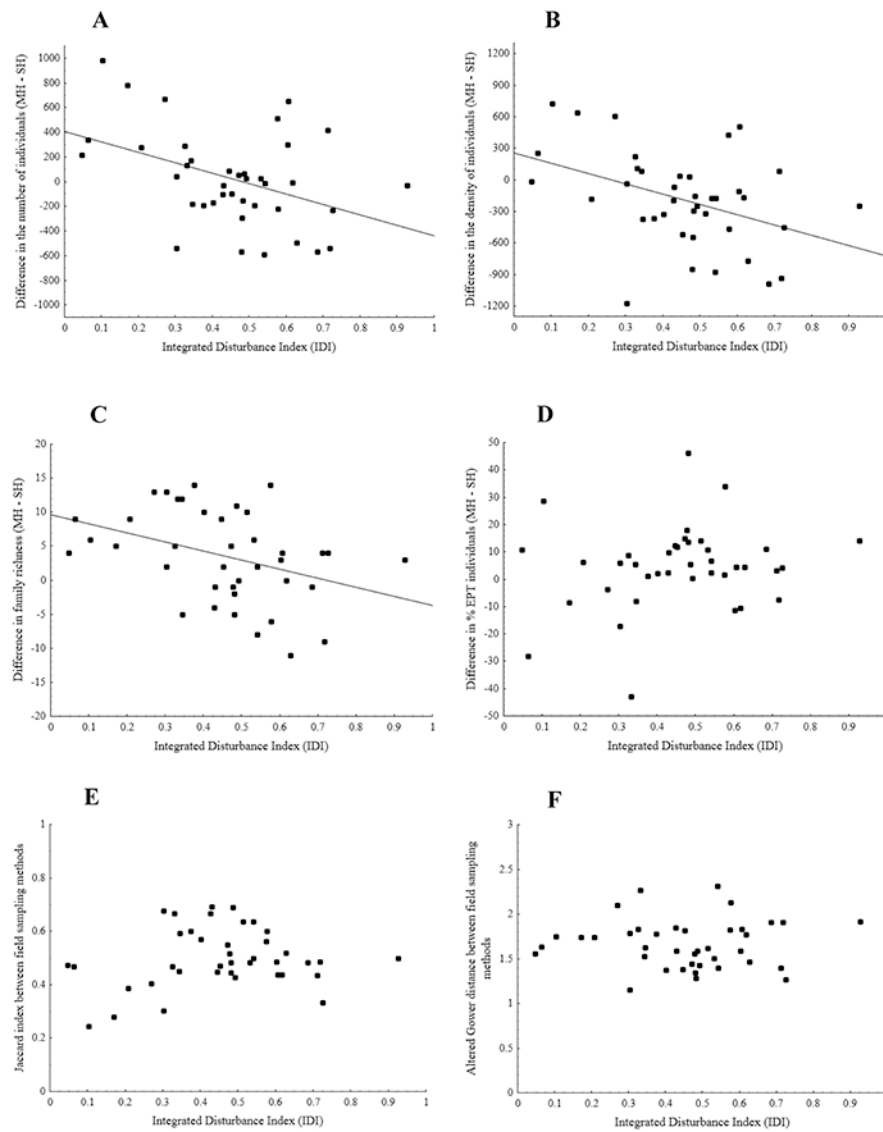 A
Difference in the number of individuals (MH - SH)
1000
800
600
400
200
0
-200
-400
-600
-800
-1000
0 0.1 0.2 0.3 0.4 0.5 0.6 0.7 0.8 0.9 1
Integrated Disturbance Index (IDI)
B
Difference in the density of individuals (MH - SH)
1200
900
600
300
0
-300
-600
-900
-1200
0 0.1 0.2 0.3 0.4 0.5 0.6 0.7 0.8 0.9 1
Integrated Disturbance Index (IDI)
C
Difference in family richness (MH - SH)
20
15
10
5
0
-5
-10
-15
-20
0 0.1 0.2 0.3 0.4 0.5 0.6 0.7 0.8 0.9 1
Integrated Disturbance Index (IDI)
D
Difference in % EPT individuals (MH - SH)
50
40
30
20
10
0
-10
-20
-30
-40
-50
0 0.1 0.2 0.3 0.4 0.5 0.6 0.7 0.8 0.9 1
Integrated Disturbance Index (IDI)
E
Jaccard index between field sampling methods
1
0.8
0.6
0.4
0.2
0
0 0.1 0.2 0.3 0.4 0.5 0.6 0.7 0.8 0.9 1
Integrated Disturbance Index (IDI)
F
Altered Gower distance between field sampling
methods
3
2.5
2
1.5
1
0.5
0
0 0.1 0.2 0.3 0.4 0.5 0.6 0.7 0.8 0.9 1
Integrated Disturbance Index (IDI)